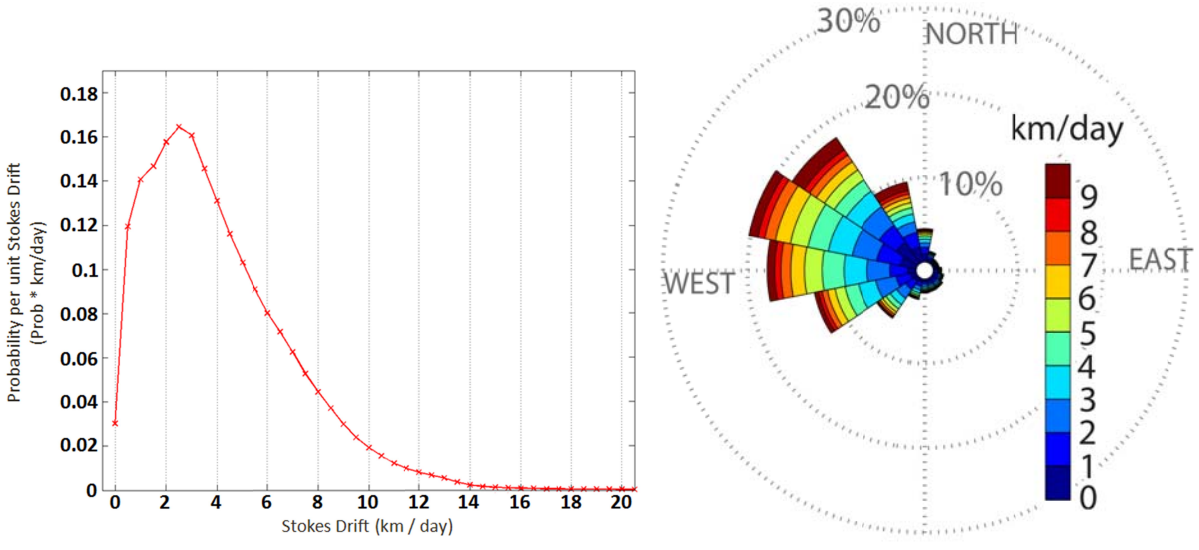 Probability per unit Stokes Drift
(Prob * km/day)
0.18
0.16
0.14
0.12
0.1
0.08
0.06
0.04
0.02
0
0 2 4 6 8 10 12 14 16 18 20
Stokes Drift (km / day)
30%
NORTH
20%
10%
WEST
EAST
km/day
9
8
7
6
5
4
3
2
1
0